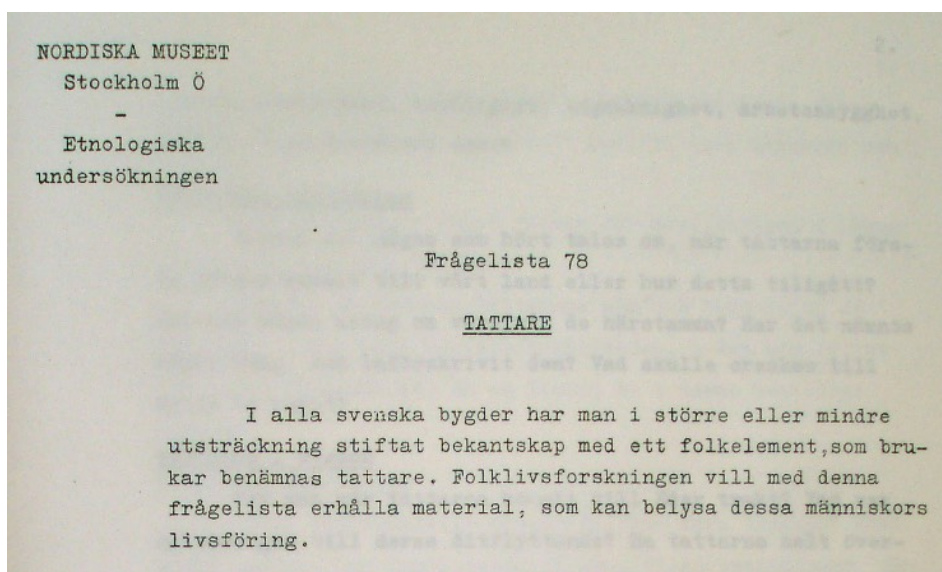 NORDISKA MUSEET
Stockholm Ö
-
Etnologiska
undersökningen
Frågelista 78
TATTARE
I alla svenska bygder har man i större eller mindre
utsträckning stiftat bekantskap med ett folkelement,som bru-
kar benämnas tattare. Folklivsforskningen vill med denna
frågelista erhålla material, som kan belysa dessa människors
livsföring.